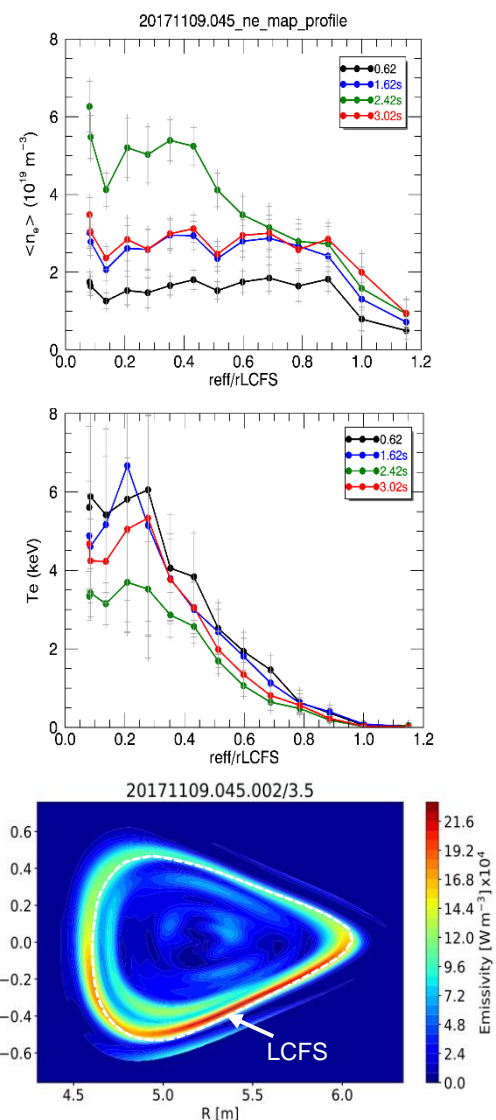 20171109.045_ne_map_profile
8
6
4
2
0
<ne> (10^19 m^-3)
0.62
1.62s
2.42s
3.02s
0.0 0.2 0.4 0.6 0.8 1.0 1.2
reff/rLCFS
8
6
4
2
0
Te (keV)
0.62
1.62s
2.42s
3.02s
0.0 0.2 0.4 0.6 0.8 1.0 1.2
reff/rLCFS
20171109.045.002/3.5
0.6
0.4
0.2
0.0
−0.2
−0.4
−0.6
LCFS
4.5 5.0 5.5 6.0
R [m]
21.6
19.2
16.8
14.4
12.0
9.6
7.2
4.8
2.4
0.0
Emissivity [W m^-3] x10^4